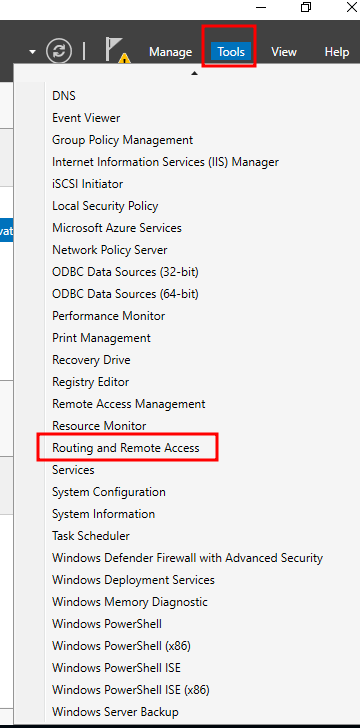 Manage Tools View Help
DNS
Event Viewer
Group Policy Management
Internet Information Services (IIS) Manager
iSCSI Initiator
Local Security Policy
Microsoft Azure Services
Network Policy Server
ODBC Data Sources (32-bit)
ODBC Data Sources (64-bit)
Performance Monitor
Print Management
Recovery Drive
Registry Editor
Remote Access Management
Resource Monitor
Routing and Remote Access
Services
System Configuration
System Information
Task Scheduler
Windows Defender Firewall with Advanced Security
Windows Deployment Services
Windows Memory Diagnostic
Windows PowerShell
Windows PowerShell (x86)
Windows PowerShell ISE
Windows PowerShell ISE (x86)
Windows Server Backup